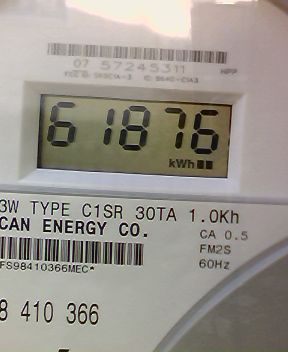 07 57245311
61876
kWh
3W TYPE C1SR 30TA 1.0Kh
CAN ENERGY CO.
CA 0.5
FM2S
60Hz
FS98410366MEC*
8 410 366